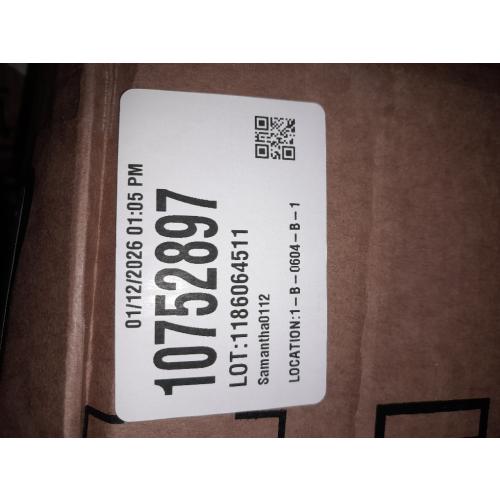 01/12/2026 01:05 PM
10752897
LOT:1186064511
Samantha0112
LOCATION:1-B-0604-B-1